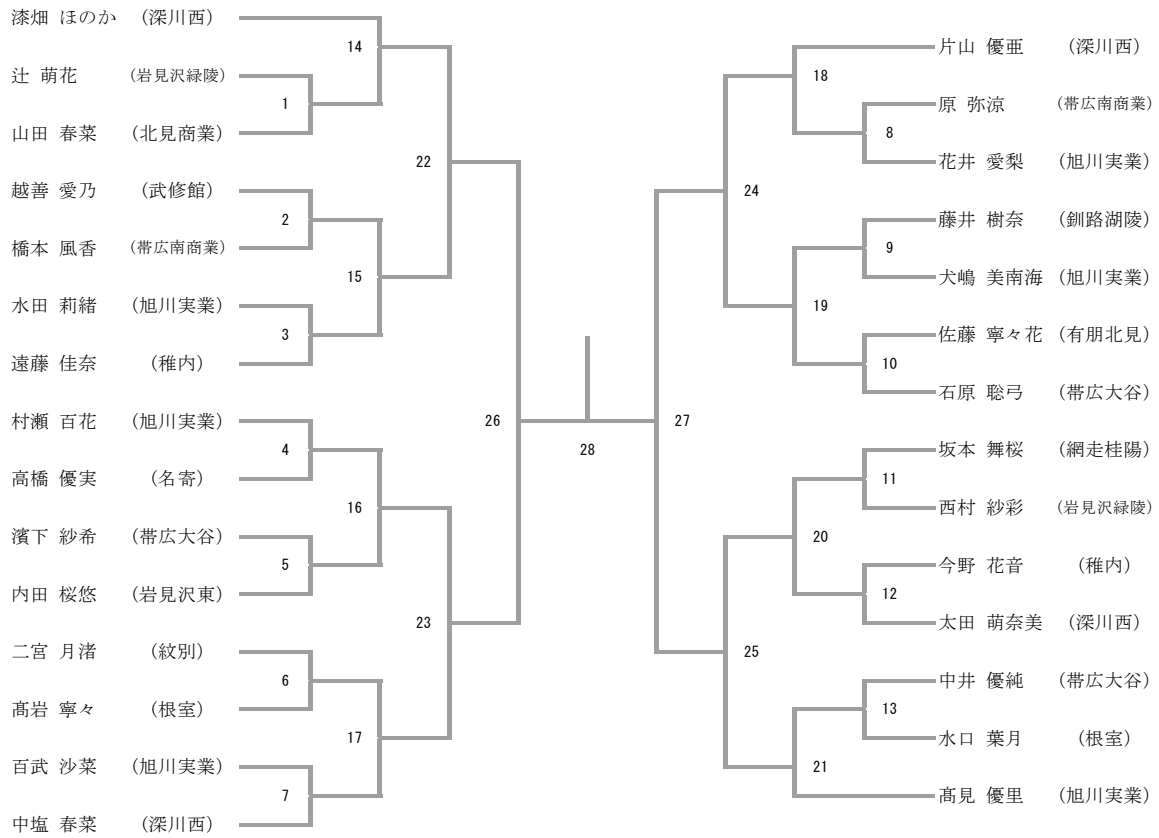 漆畑 ほのか (深川西)
14
辻 萌花 (岩見沢緑陵)
1
山田 春菜 (北見商業)
22
越善 愛乃 (武修館)
2
橋本 風香 (帯広南商業)
15
水田 莉緒 (旭川実業)
3
遠藤 佳奈 (稚内)
26
村瀬 百花 (旭川実業)
4
高橋 優実 (名寄)
16
濱下 紗希 (帯広大谷)
5
内田 桜悠 (岩見沢東)
23
二宮 月渚 (紋別)
6
髙岩 寧々 (根室)
17
百武 沙菜 (旭川実業)
7
中塩 春菜 (深川西)
28
片山 優亜 (深川西)
18
原 弥涼 (帯広南商業)
8
花井 愛梨 (旭川実業)
24
藤井 樹奈 (釧路湖陵)
9
犬嶋 美南海 (旭川実業)
19
佐藤 寧々花 (有朋北見)
10
石原 聡弓 (帯広大谷)
27
坂本 舞桜 (網走桂陽)
11
西村 紗彩 (岩見沢緑陵)
20
今野 花音 (稚内)
12
太田 萌奈美 (深川西)
25
中井 優純 (帯広大谷)
13
水口 葉月 (根室)
21
髙見 優里 (旭川実業)